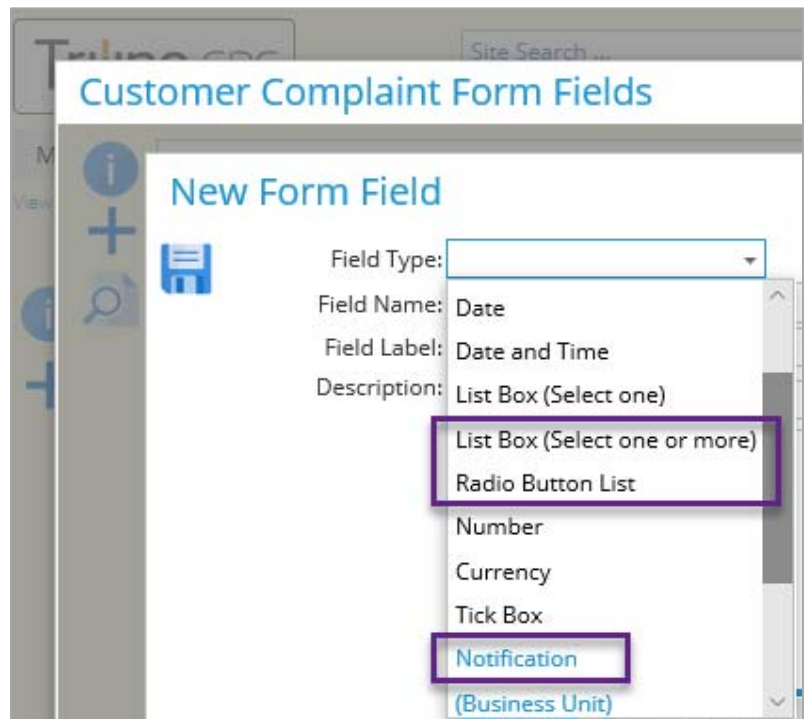 Site Search ...
Customer Complaint Form Fields
View
New Form Field
Field Type:
Field Name:
Field Label:
Description:
Date
Date and Time
List Box (Select one)
List Box (Select one or more)
Radio Button List
Number
Currency
Tick Box
Notification
(Business Unit)